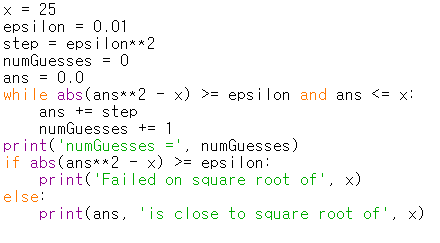 x = 25
epsilon = 0.01
step = epsilon**2
numGuesses = 0
ans = 0.0
while abs(ans**2 - x) >= epsilon and ans <= x:
    ans += step
    numGuesses += 1
print('numGuesses =', numGuesses)
if abs(ans**2 - x) >= epsilon:
    print('Failed on square root of', x)
else:
    print(ans, 'is close to square root of', x)